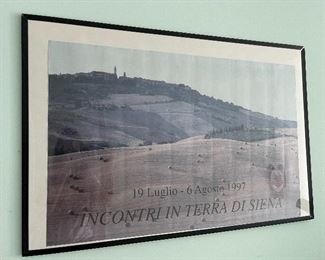 19 Luglio - 6 Agosto 1997
INCONTRI IN TERRA DI SIENA